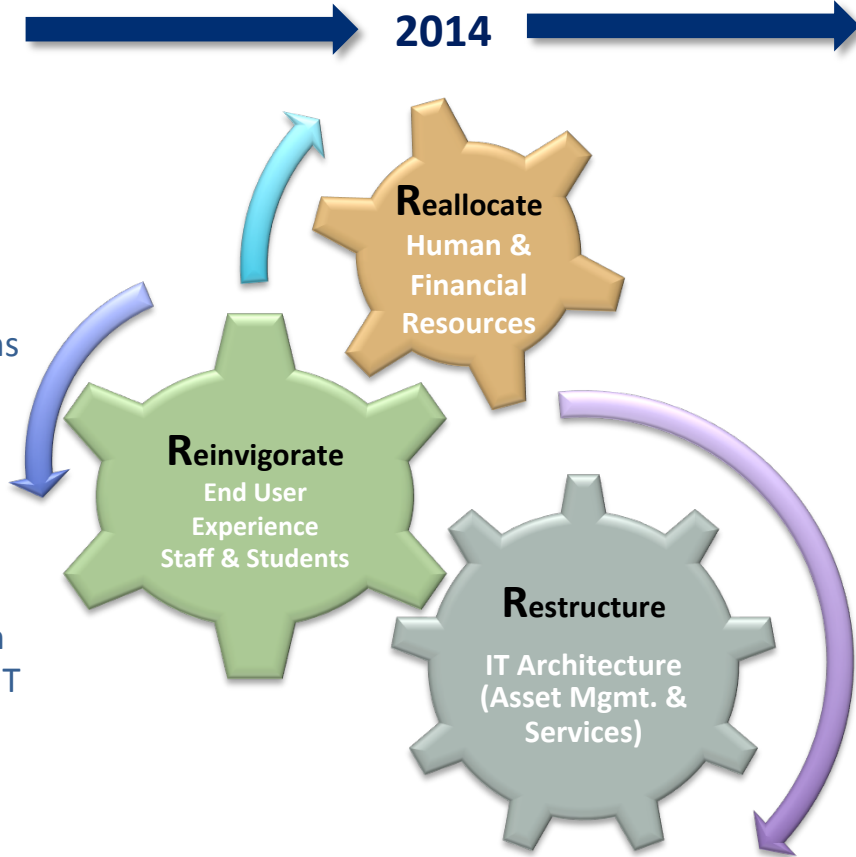 2014
Reallocate
Human &
Financial
Resources
Reinvigorate
End User
Experience
Staff & Students
Restructure
IT Architecture
(Asset Mgmt. &
Services)